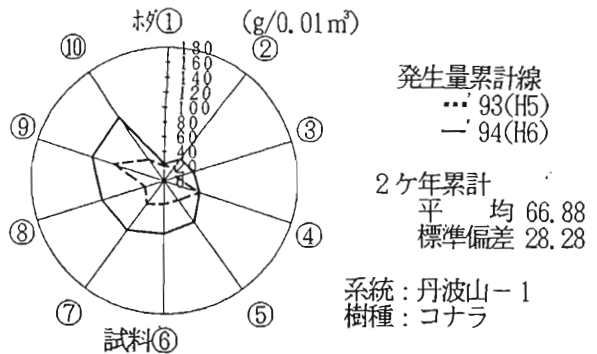 ホダ① (g/0.01㎥)
⑩ ②
180
160
140
120
100
80
60
40
20
0
⑨ ③
⑧ ④
⑦ ⑤
試料⑥
発生量累計線
'93(H5)
'94(H6)
2ケ年累計
平 均 66.88
標準偏差 28.28
系統:丹波山-1
樹種:コナラ